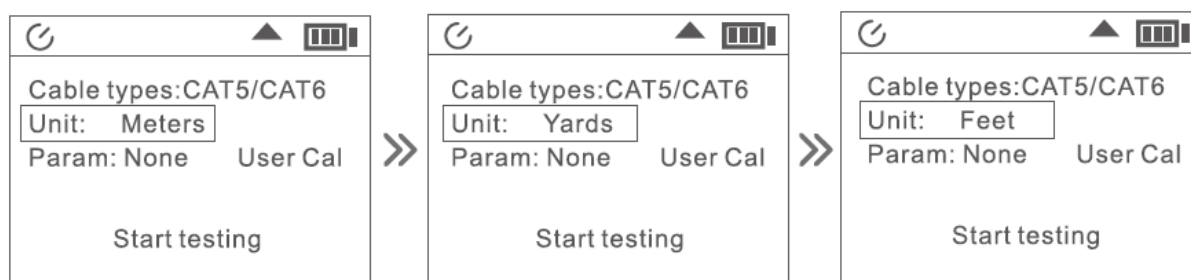 Cable types:CAT5/CAT6
Unit: Meters
Param: None User Cal
Start testing
Cable types:CAT5/CAT6
Unit: Yards
Param: None User Cal
Start testing
Cable types:CAT5/CAT6
Unit: Feet
Param: None User Cal
Start testing